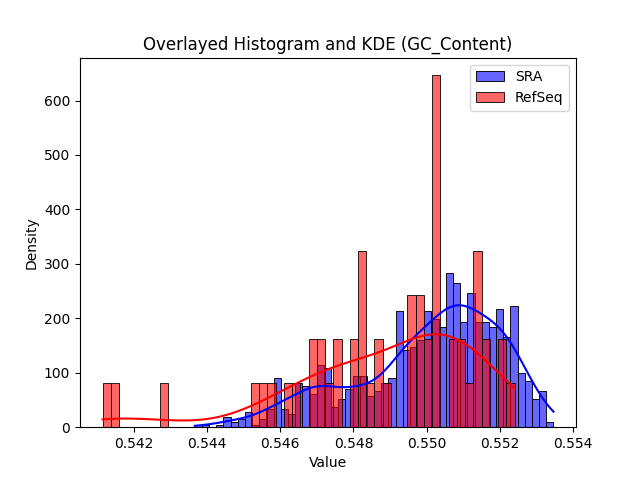 Overlayed Histogram and KDE (GC_Content)
SRA
RefSeq
600
500
400
300
200
100
0
Density
0.542 0.544 0.546 0.548 0.550 0.552 0.554
Value